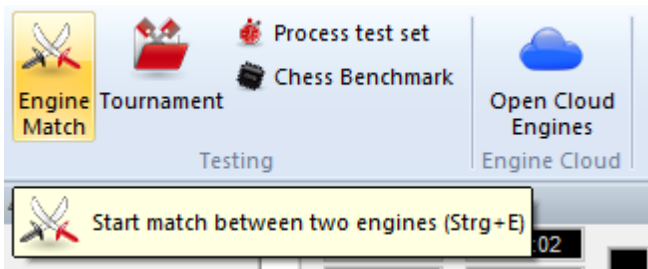 Engine
Match
Tournament
Process test set
Chess Benchmark
Testing
Open Cloud
Engines
Engine Cloud
Start match between two engines (Strg+E)
:02